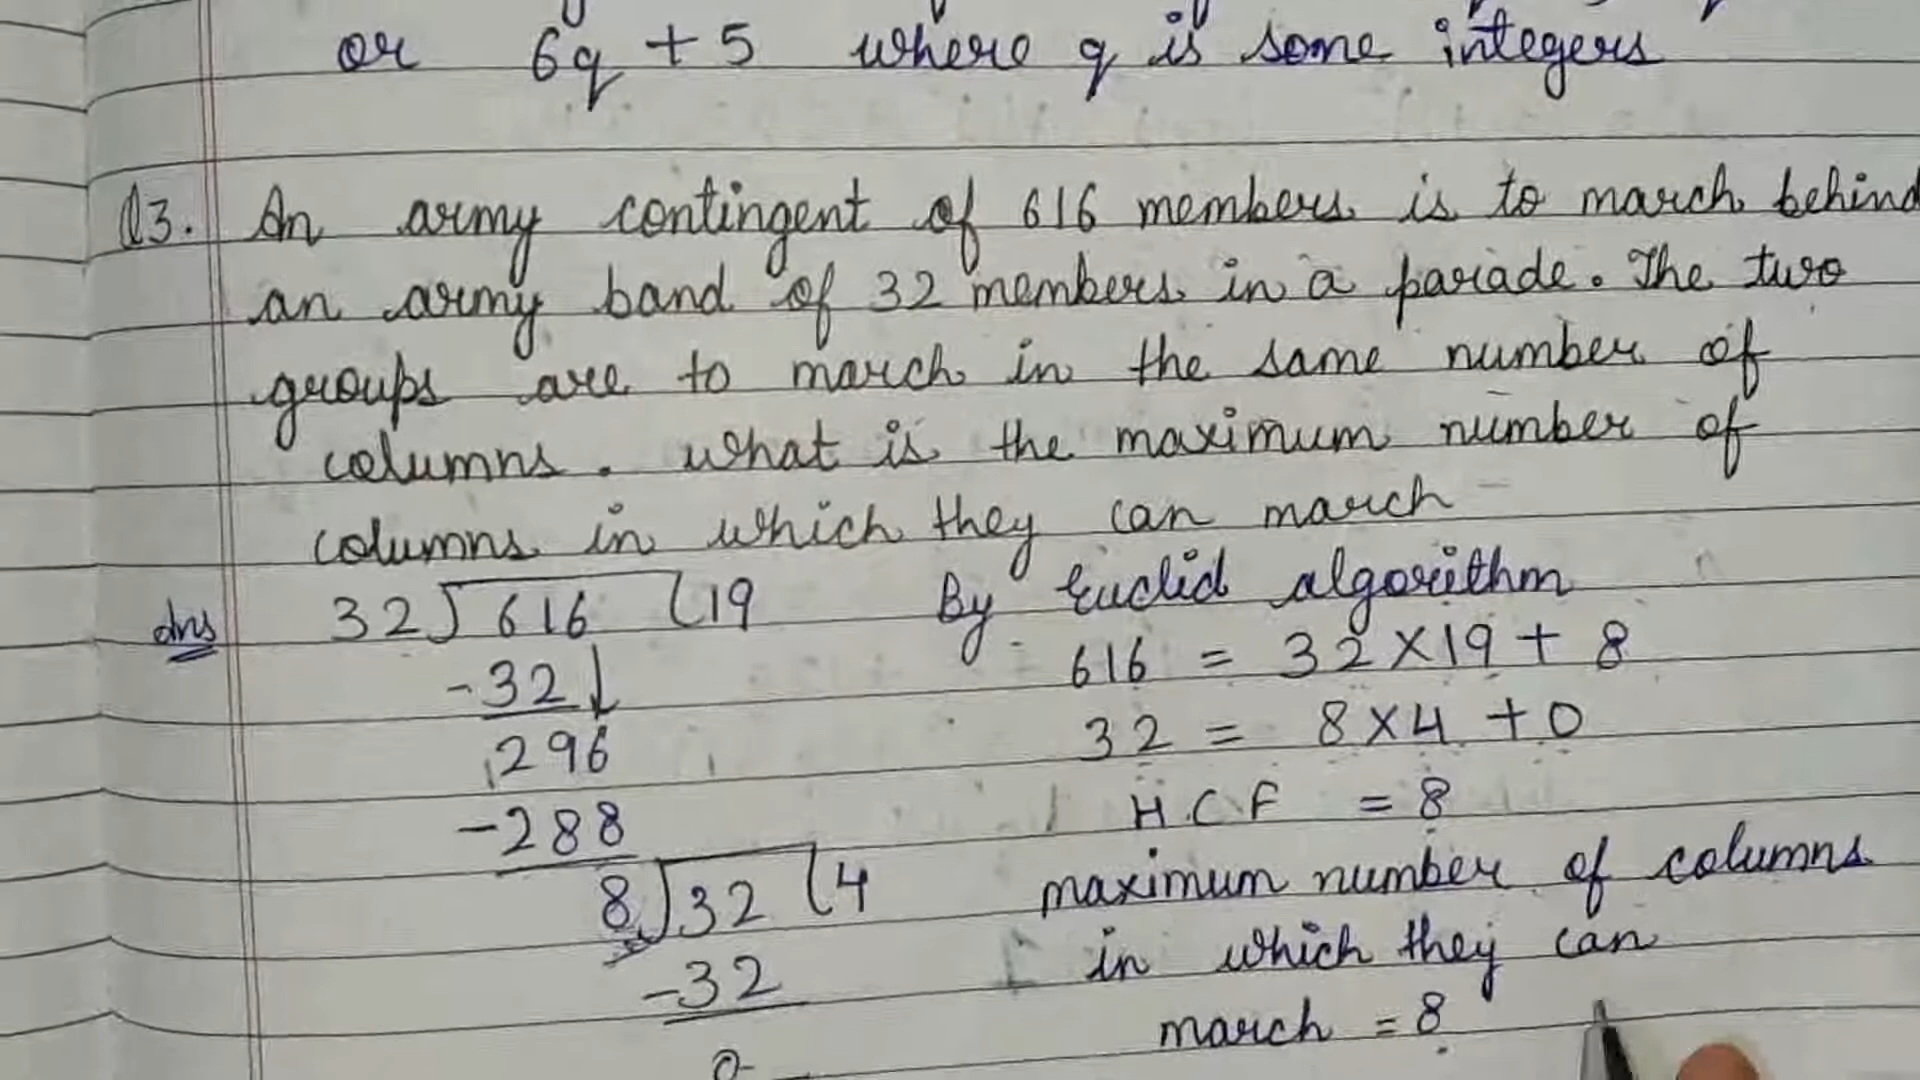 or 6q + 5 where q is some integers
Q3. An army contingent of 616 members is to march behind
an army band of 32 members in a parade. The two
groups are to march in the same number of
columns. what is the maximum number of
columns in which they can march
Ans 32 616 19
-32
296
-288
8 32 4
-32
0
By Euclid algorithm
616 = 32×19 + 8
32 = 8×4 + 0
H.C.F = 8
maximum number of columns
in which they can
march = 8